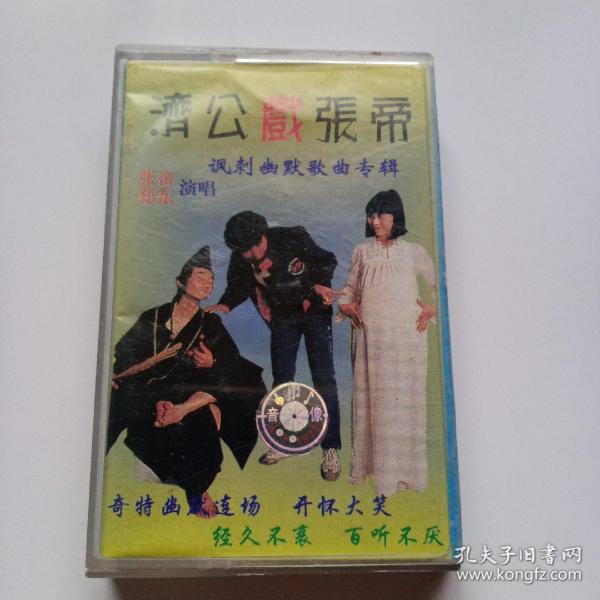 濟公戲張帝
讽刺幽默歌曲专辑
张帝
演唱
音像
奇特幽默连场 开怀大笑
经久不衰 百听不厌
孔夫子旧书网
www.kongfz.com